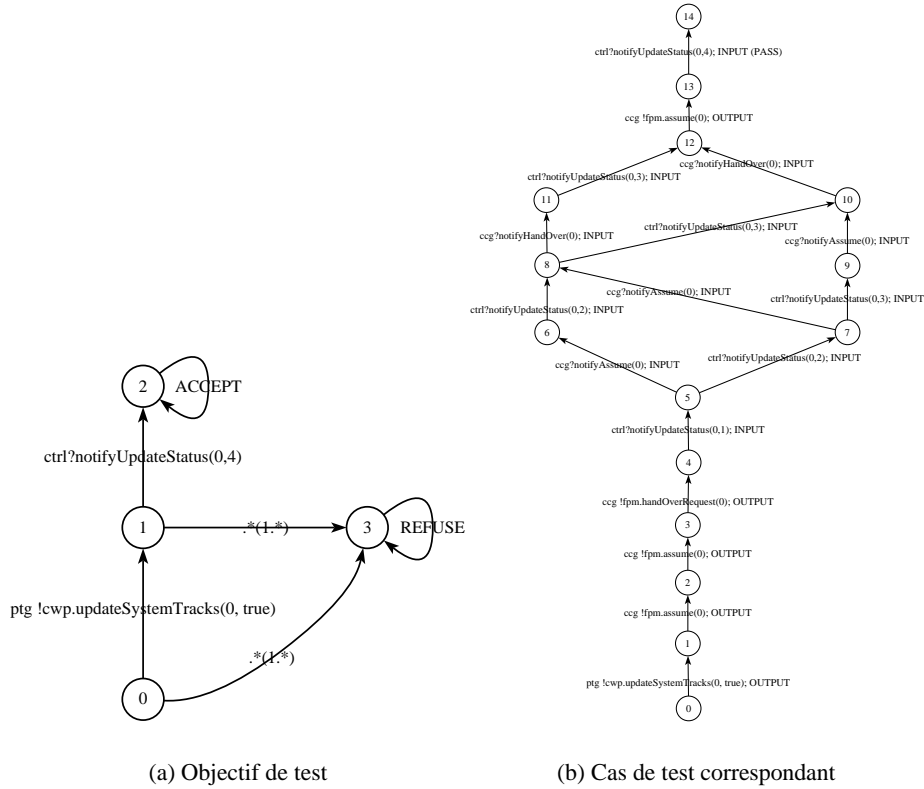 2
ACCEPT
ctrl?notifyUpdateStatus(0,4)
1
.*(1.*)
3
REFUSE
ptg !cwp.updateSystemTracks(0, true)
.*(1.*)
0
(a) Objectif de test
14
ctrl?notifyUpdateStatus(0,4); INPUT (PASS)
13
ccg !fpm.assume(0); OUTPUT
12
ctrl?notifyUpdateStatus(0,3); INPUT
ccg?notifyHandOver(0); INPUT
11
10
ccg?notifyHandOver(0); INPUT
ctrl?notifyUpdateStatus(0,3); INPUT
ccg?notifyAssume(0); INPUT
8
9
ctrl?notifyUpdateStatus(0,2); INPUT
ccg?notifyAssume(0); INPUT
ctrl?notifyUpdateStatus(0,3); INPUT
6
7
ccg?notifyAssume(0); INPUT
ctrl?notifyUpdateStatus(0,2); INPUT
5
ctrl?notifyUpdateStatus(0,1); INPUT
4
ccg !fpm.handOverRequest(0); OUTPUT
3
ccg !fpm.assume(0); OUTPUT
2
ccg !fpm.assume(0); OUTPUT
1
ptg !cwp.updateSystemTracks(0, true); OUTPUT
0
(b) Cas de test correspondant